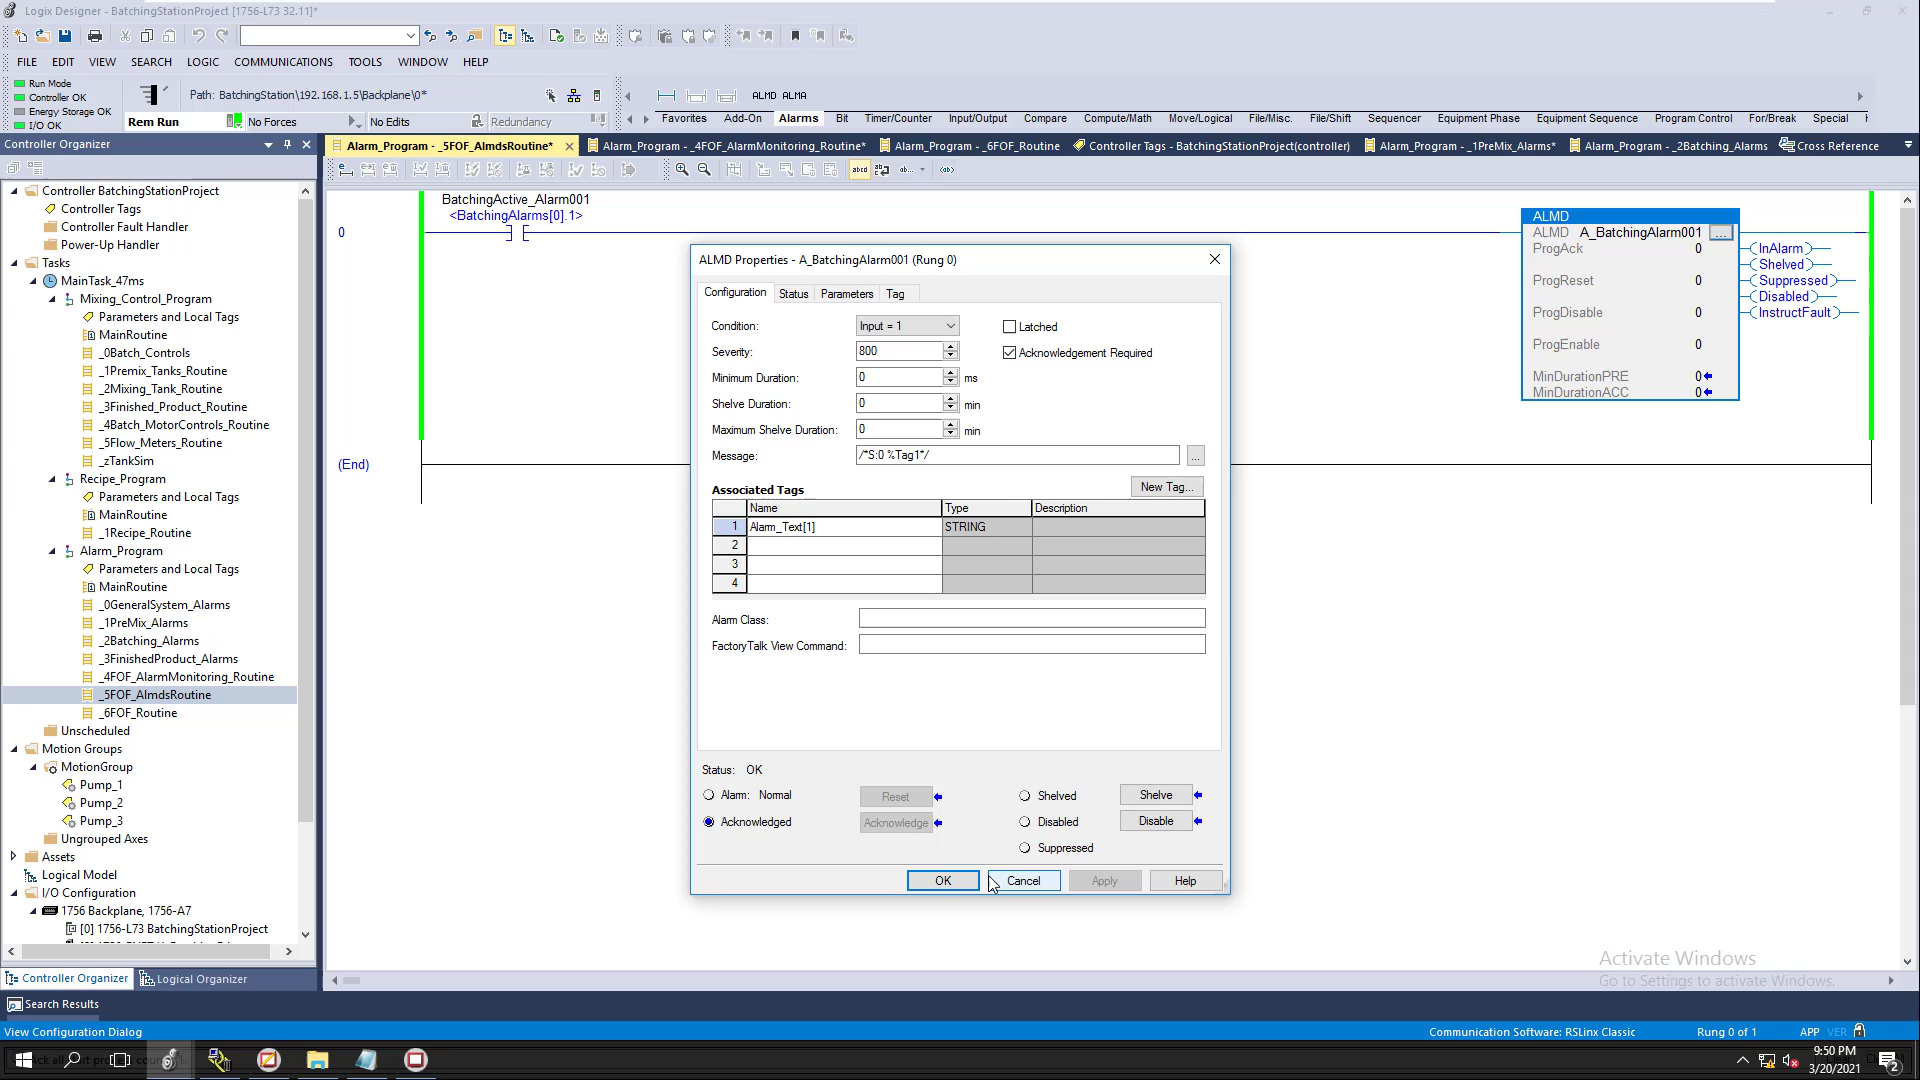 Logix Designer - BatchingStationProject [1756-L73 32.11]*
FILE EDIT VIEW SEARCH LOGIC COMMUNICATIONS TOOLS WINDOW HELP
Run Mode
Controller OK
Energy Storage OK
I/O OK
Path: BatchingStation\192.168.1.5\Backplane\0*
Rem Run No Forces No Edits Redundancy
ALMD ALMA
Favorites Add-On Alarms Bit Timer/Counter Input/Output Compare Compute/Math Move/Logical File/Misc. File/Shift Sequencer Equipment Phase Equipment Sequence Program Control For/Break Special
Controller Organizer
Alarm_Program - _5FOF_AlmdsRoutine* Alarm_Program - _4FOF_AlarmMonitoring_Routine* Alarm_Program - _6FOF_Routine Controller Tags - BatchingStationProject(controller) Alarm_Program - _1PreMix_Alarms* Alarm_Program - _2Batching_Alarms Cross Reference
Controller BatchingStationProject
Controller Tags
Controller Fault Handler
Power-Up Handler
Tasks
MainTask_47ms
Mixing_Control_Program
Parameters and Local Tags
MainRoutine
_0Batch_Controls
_1Premix_Tanks_Routine
_2Mixing_Tank_Routine
_3Finished_Product_Routine
_4Batch_MotorControls_Routine
_5Flow_Meters_Routine
_zTankSim
Recipe_Program
Parameters and Local Tags
MainRoutine
_1Recipe_Routine
Alarm_Program
Parameters and Local Tags
MainRoutine
_0GeneralSystem_Alarms
_1PreMix_Alarms
_2Batching_Alarms
_3FinishedProduct_Alarms
_4FOF_AlarmMonitoring_Routine
_5FOF_AlmdsRoutine
_6FOF_Routine
Unscheduled
Motion Groups
MotionGroup
Pump_1
Pump_2
Pump_3
Ungrouped Axes
Assets
Logical Model
I/O Configuration
1756 Backplane, 1756-A7
[0] 1756-L73 BatchingStationProject
Controller Organizer Logical Organizer
BatchingActive_Alarm001
<BatchingAlarms[0].1>
0
(End)
ALMD
ALMD A_BatchingAlarm001 ...
ProgAck 0
ProgReset 0
ProgDisable 0
ProgEnable 0
MinDurationPRE 0
MinDurationACC 0
InAlarm
Shelved
Suppressed
Disabled
InstructFault
ALMD Properties - A_BatchingAlarm001 (Rung 0)
Configuration Status Parameters Tag
Condition: Input = 1 Latched
Severity: 800 Acknowledgement Required
Minimum Duration: 0 ms
Shelve Duration: 0 min
Maximum Shelve Duration: 0 min
Message: /*S:0 %Tag1*/ ...
Associated Tags New Tag...
Name Type Description
1 Alarm_Text[1] STRING
2
3
4
Alarm Class:
FactoryTalk View Command:
Status: OK
Alarm: Normal Reset Shelved Shelve
Acknowledged Acknowledge Disabled Disable
Suppressed
OK Cancel Apply Help
Activate Windows
Go to Settings to activate Windows.
Search Results
View Configuration Dialog Communication Software: RSLinx Classic Rung 0 of 1 APP VER
9:50 PM
3/20/2021
2